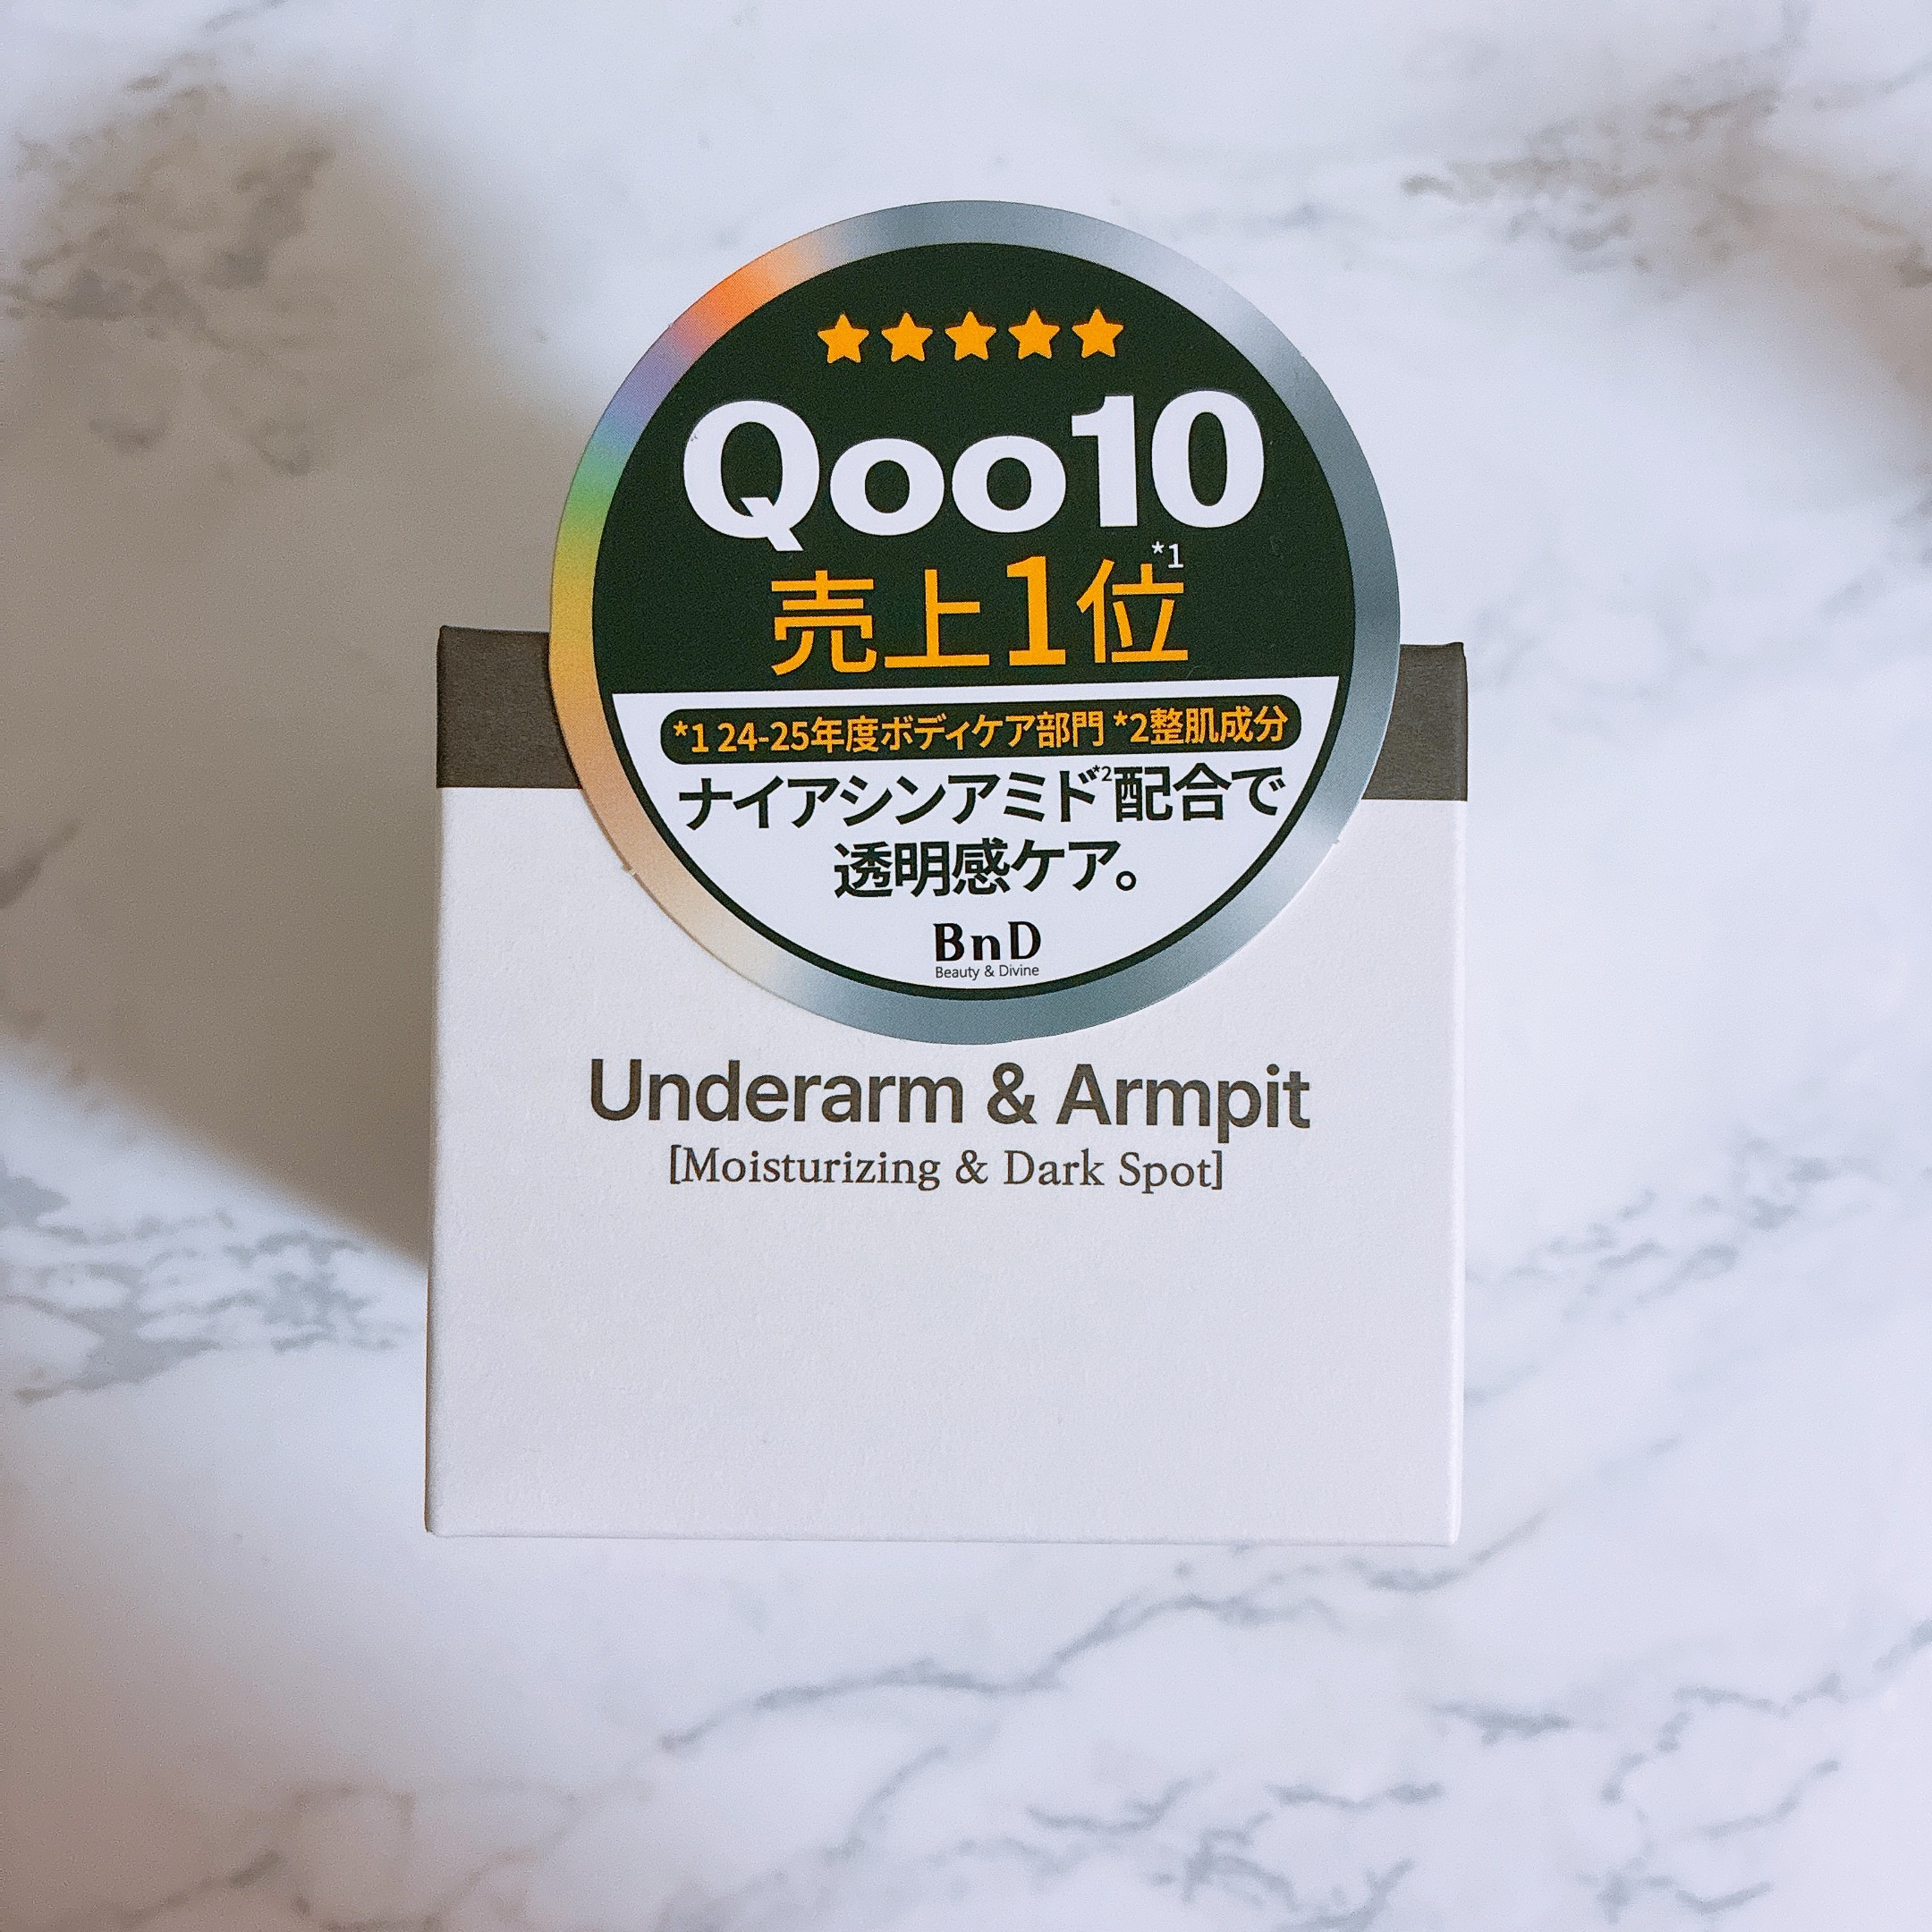 ★★★★★
Qoo10
売上1位*1
*1 24-25年度ボディケア部門 *2整肌成分
ナイアシンアミド*2配合で
透明感ケア。
BnD
Beauty & Divine
Underarm & Armpit
[Moisturizing & Dark Spot]